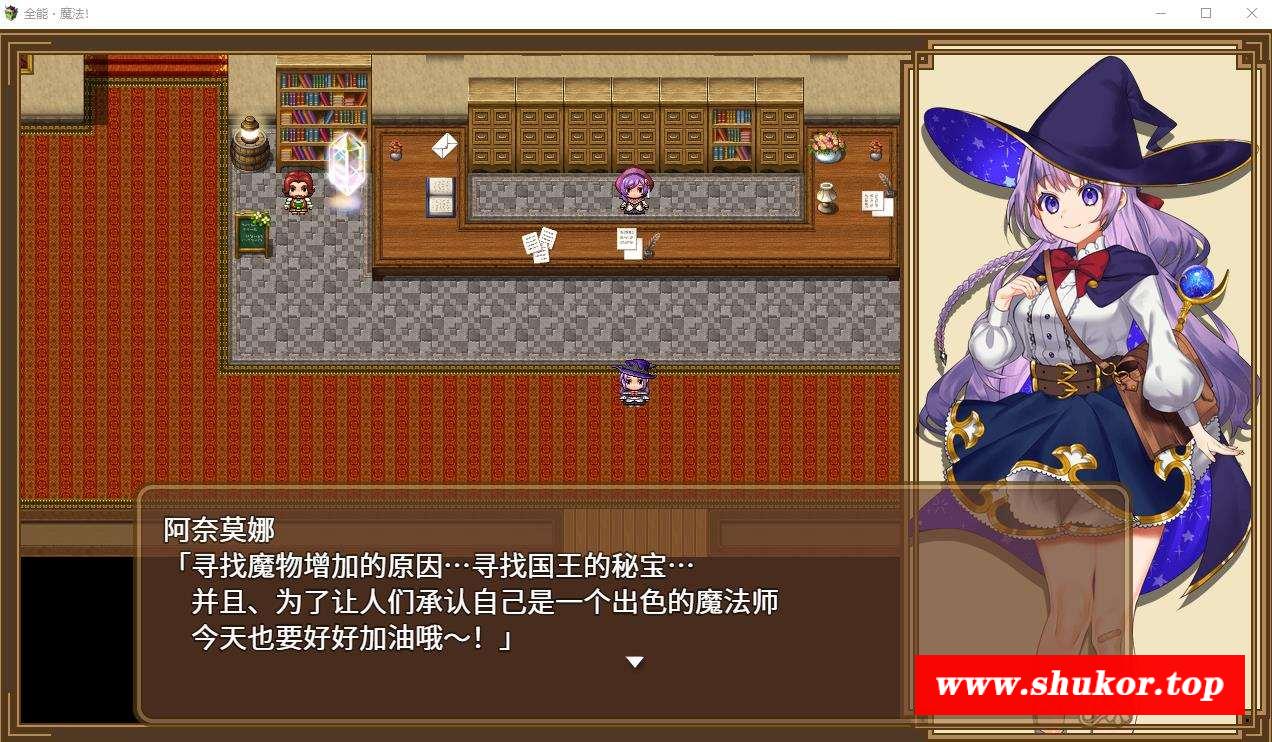 全能·魔法!
阿奈莫娜
「寻找魔物增加的原因…寻找国王的秘宝…
并且、为了让人们承认自己是一个出色的魔法师
今天也要好好加油哦～！」
www.shukor.top